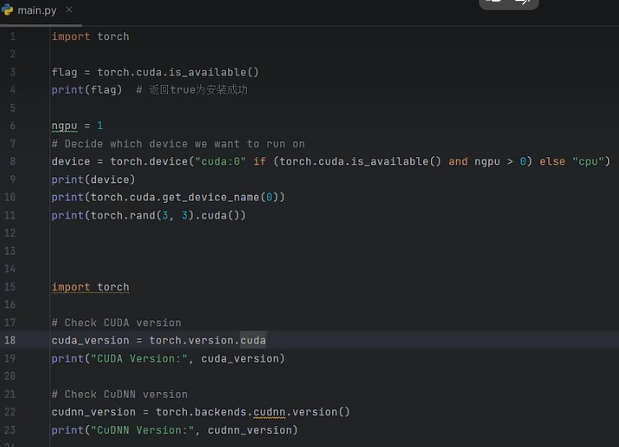 main.py
1 import torch
2
3 flag = torch.cuda.is_available()
4 print(flag)  # 返回true为安装成功
5
6 ngpu = 1
7 # Decide which device we want to run on
8 device = torch.device("cuda:0" if (torch.cuda.is_available() and ngpu > 0) else "cpu")
9 print(device)
10 print(torch.cuda.get_device_name(0))
11 print(torch.rand(3, 3).cuda())
12
13
14
15 import torch
16
17 # Check CUDA version
18 cuda_version = torch.version.cuda
19 print("CUDA Version:", cuda_version)
20
21 # Check CuDNN version
22 cudnn_version = torch.backends.cudnn.version()
23 print("CuDNN Version:", cudnn_version)